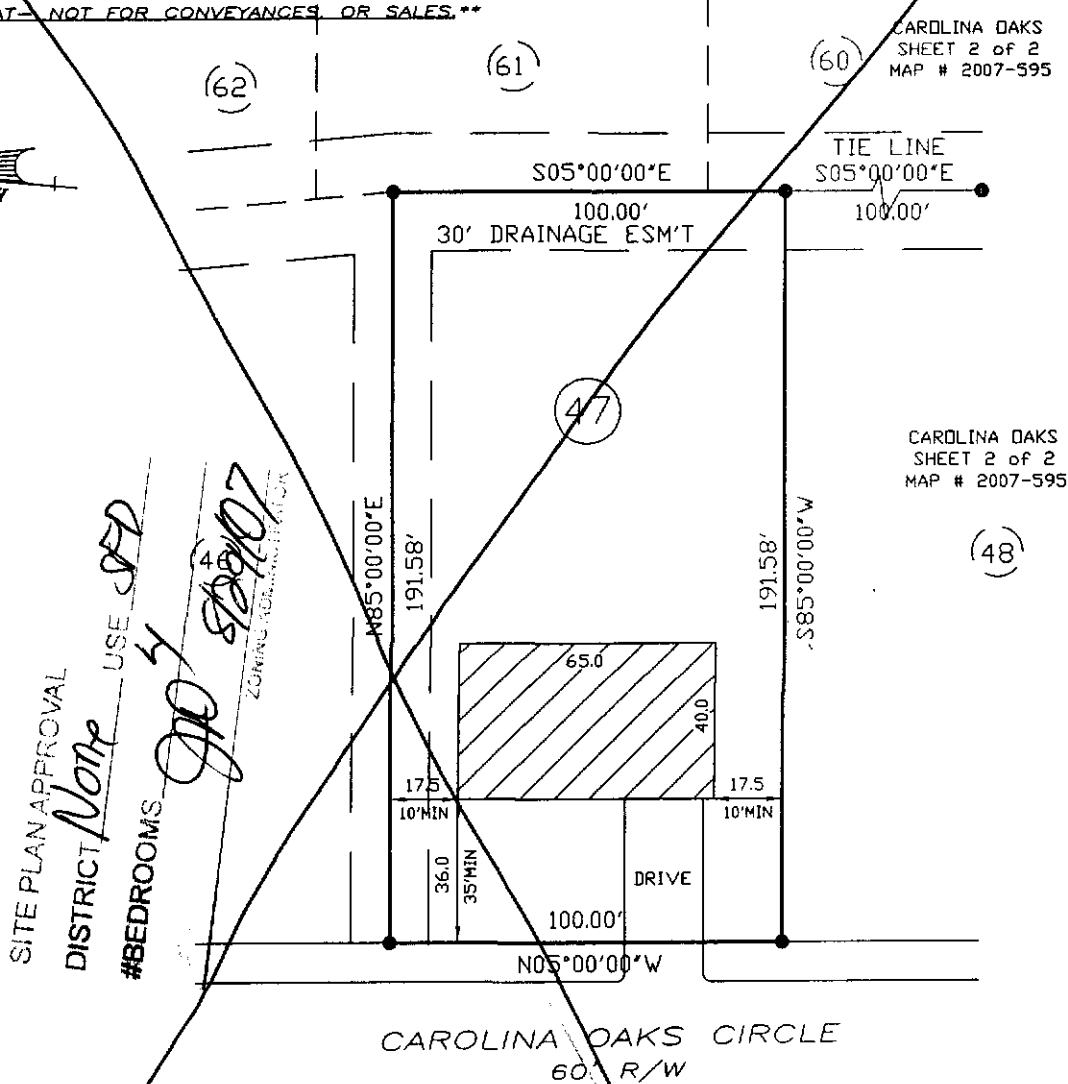 AT— NOT FOR CONVEYANCES OR SALES.**
CAROLINA OAKS
SHEET 2 of 2
MAP # 2007-595
(62)
(61)
(60)
TIE LINE
S05°00'00"E
100.00'
S05°00'00"E
100.00'
30' DRAINAGE ESM'T
47
CAROLINA OAKS
SHEET 2 of 2
MAP # 2007-595
(48)
N85°00'00"E
191.58'
191.58'
S85°00'00"W
(46)
SITE PLAN APPROVAL
DISTRICT None USE SFD
#BEDROOMS 4
8/29/07
ZONING ADMINISTRATOR
65.0
40.0
17.5
10'MIN
17.5
10'MIN
36.0
35'MIN
DRIVE
100.00'
N05°00'00"W
CAROLINA OAKS CIRCLE
60' R/W